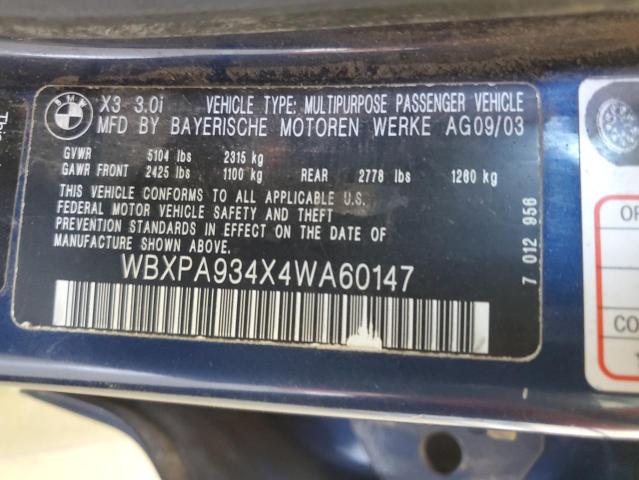 BMW X3 3.0i VEHICLE TYPE: MULTIPURPOSE PASSENGER VEHICLE
MFD BY BAYERISCHE MOTOREN WERKE AG09/03
GVWR 5104 lbs 2315 kg
GAWR FRONT 2425 lbs 1100 kg REAR 2778 lbs 1260 kg
THIS VEHICLE CONFORMS TO ALL APPLICABLE U.S.
FEDERAL MOTOR VEHICLE SAFETY AND THEFT
PREVENTION STANDARDS IN EFFECT ON THE DATE OF
MANUFACTURE SHOWN ABOVE.
WBXPA934X4WA60147
7 012 956